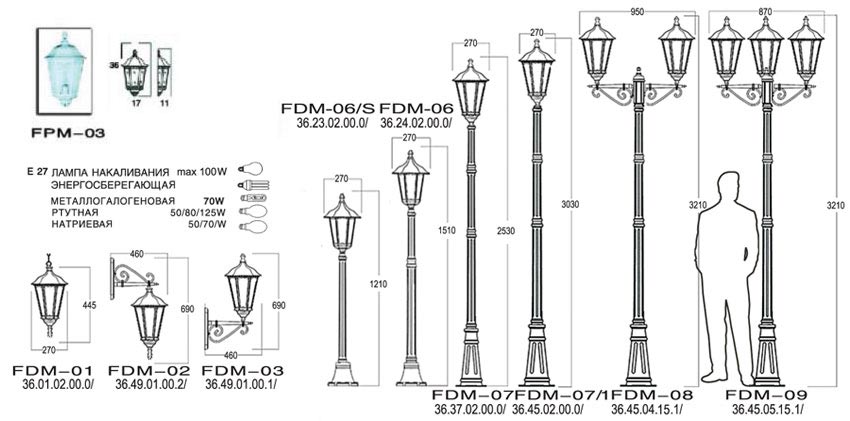 36
17
11
FPM-03
E 27 ЛАМПА НАКАЛИВАНИЯ max 100W
ЭНЕРГОСБЕРЕГАЮЩАЯ
МЕТАЛЛОГАЛОГЕНОВАЯ 70W
РТУТНАЯ 50/80/125W
НАТРИЕВАЯ 50/70/W
445
270
FDM-01
36.01.02.00.0/
460
690
FDM-02
36.49.01.00.2/
690
460
FDM-03
36.49.01.00.1/
FDM-06/S
36.23.02.00.0/
270
1210
FDM-06
36.24.02.00.0/
270
1510
270
2530
FDM-07
36.37.02.00.0/
270
3030
FDM-07/1
36.45.02.00.0/
950
3210
FDM-08
36.45.04.15.1/
870
3210
FDM-09
36.45.05.15.1/